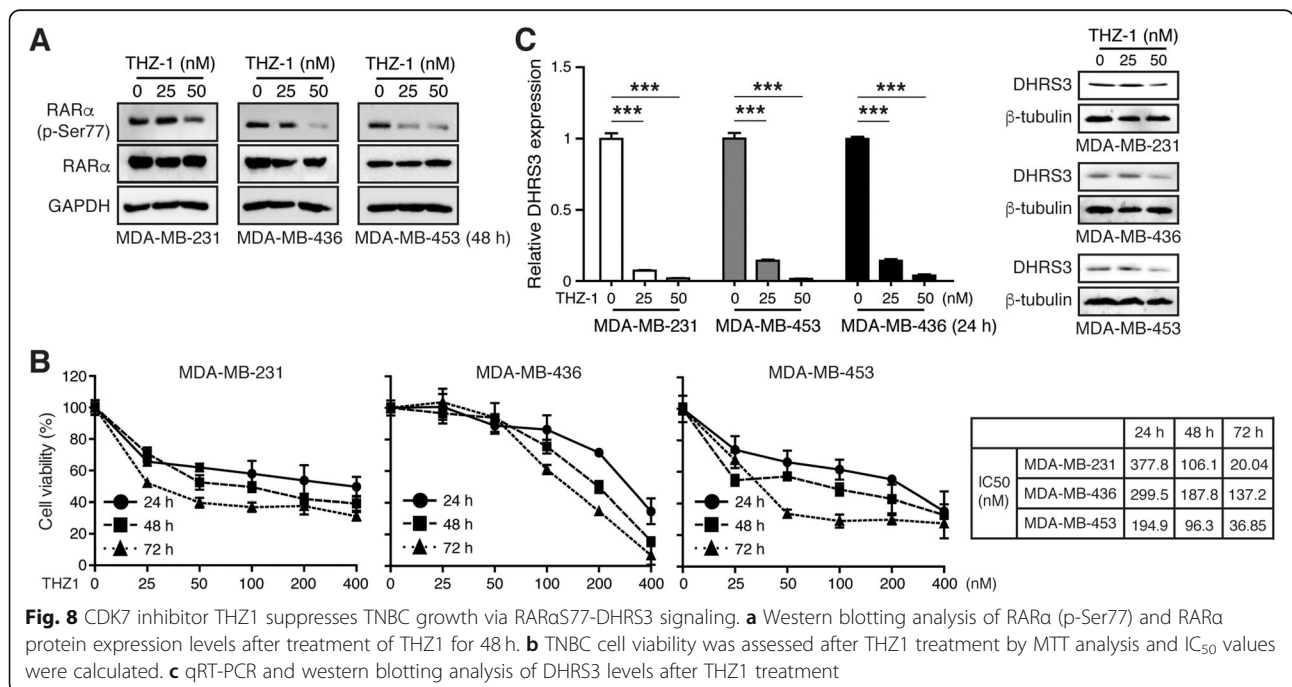 A
THZ-1 (nM) THZ-1 (nM) THZ-1 (nM)
0 25 50 0 25 50 0 25 50
RARα
(p-Ser77)
RARα
GAPDH
MDA-MB-231 MDA-MB-436 MDA-MB-453 (48 h)
C
Relative DHRS3 expression
1.5
1
0.5
0
*** *** ***
*** *** ***
THZ-1 0 25 50 0 25 50 0 25 50 (nM)
MDA-MB-231 MDA-MB-453 MDA-MB-436 (24 h)
THZ-1 (nM)
0 25 50
DHRS3
β-tubulin
MDA-MB-231
DHRS3
β-tubulin
MDA-MB-436
DHRS3
β-tubulin
MDA-MB-453
B
MDA-MB-231 MDA-MB-436 MDA-MB-453
Cell viability (%)
120
100
80
60
40
20
0
24 h 24 h 24 h
48 h 48 h 48 h
72 h 72 h 72 h
THZ1 0 25 50 100 200 400 0 25 50 100 200 400 0 25 50 100 200 400 (nM)
24 h 48 h 72 h
IC50 (nM)
MDA-MB-231 377.8 106.1 20.04
MDA-MB-436 299.5 187.8 137.2
MDA-MB-453 194.9 96.3 36.85
Fig. 8 CDK7 inhibitor THZ1 suppresses TNBC growth via RARαS77-DHRS3 signaling. a Western blotting analysis of RARα (p-Ser77) and RARα
protein expression levels after treatment of THZ1 for 48 h. b TNBC cell viability was assessed after THZ1 treatment by MTT analysis and IC50 values
were calculated. c qRT-PCR and western blotting analysis of DHRS3 levels after THZ1 treatment